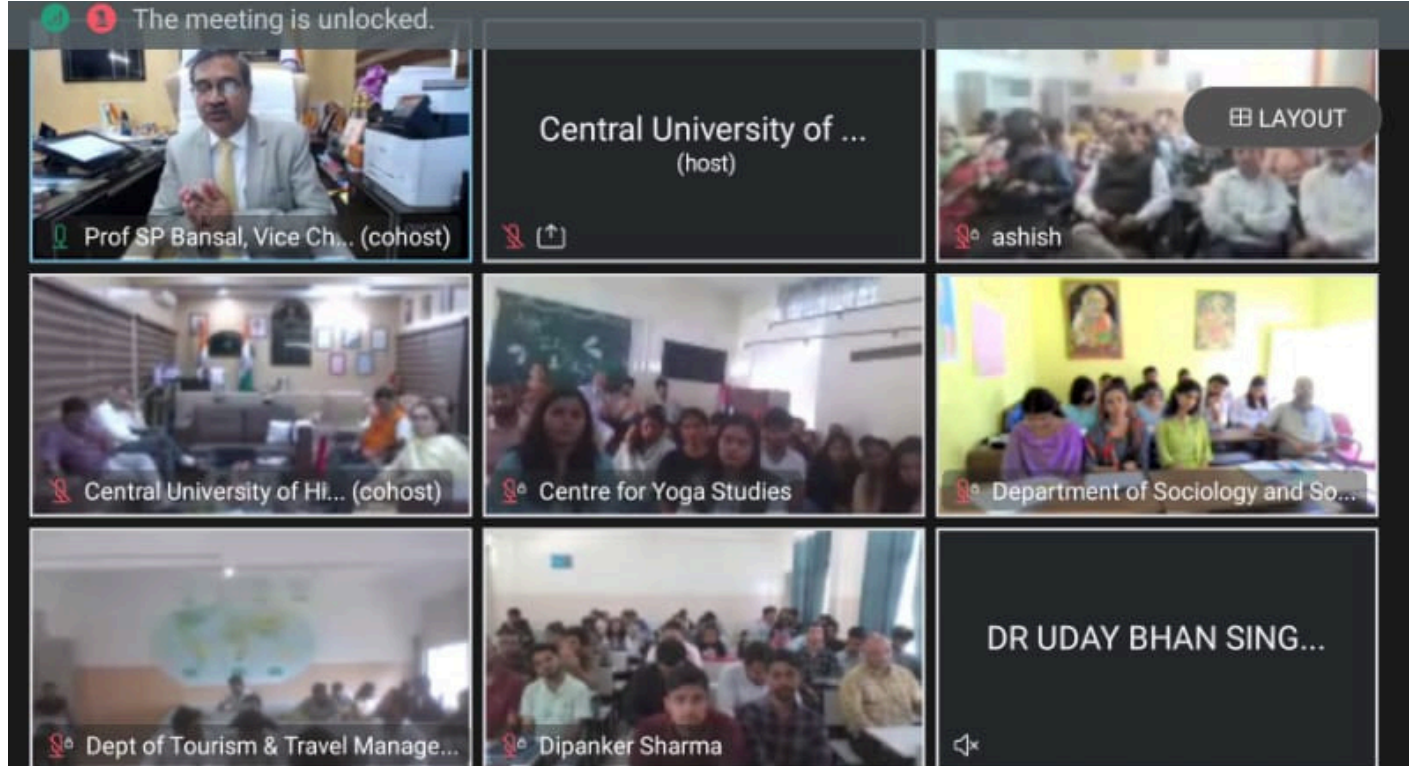 The meeting is unlocked.
Central University of ...
(host)
LAYOUT
Prof SP Bansal, Vice Ch... (cohost)
ashish
Central University of Hi... (cohost)
Centre for Yoga Studies
Department of Sociology and So...
DR UDAY BHAN SING...
Dept of Tourism & Travel Manage...
Dipanker Sharma